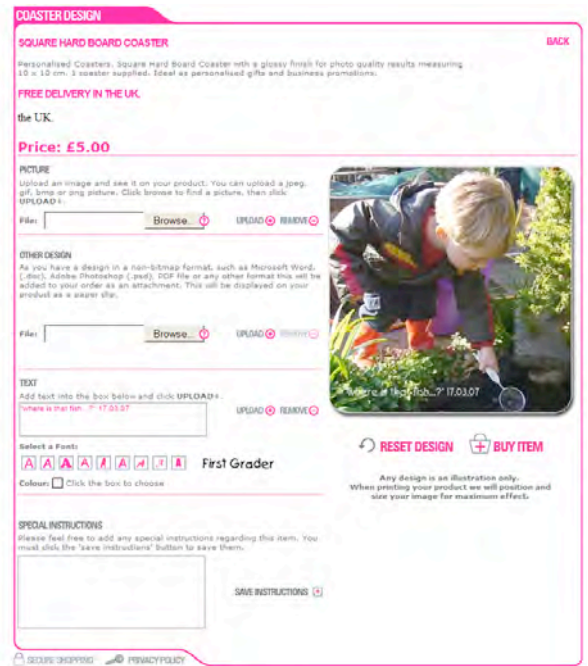 COASTER DESIGN
SQUARE HARD BOARD COASTER
BACK
Personalised Coasters. Square Hard Board Coaster with a glossy finish for photo quality results measuring
10 x 10 cm. 1 coaster supplied. Ideal as personalised gifts and business
promotions.
FREE DELIVERY IN THE UK.
the UK.
Price: £5.00
PICTURE
Upload an image and see it on your product. You can upload a jpeg,
gif, bmp or png picture. Click browse to find a picture, then click
UPLOAD+.
File: Browse... UPLOAD REMOVE
OTHER DESIGN
As you have a design in a non-bitmap format, such as Microsoft Word,
(.doc), Adobe Photoshop (.psd), PDF file or any other format this will be
added to your order as an attachment. This will be displayed on your
product as a paper clip.
File: Browse... UPLOAD REMOVE
TEXT
Add text into the box below and click UPLOAD+.
"where is that fish...?" 17.03.07
UPLOAD REMOVE
Select a Font:
A A A A A A A A A First Grader
Colour: Click the box to choose
SPECIAL INSTRUCTIONS
Please feel free to add any special instructions regarding this item. You
must click the 'save instructions' button to save them.
SAVE INSTRUCTIONS
"where is that fish...?" 17.03.07
RESET DESIGN BUY ITEM
Any design is an illustration only.
When printing your product we will position and
size your image for maximum effect.
SECURE SHOPPING PRIVACY POLICY